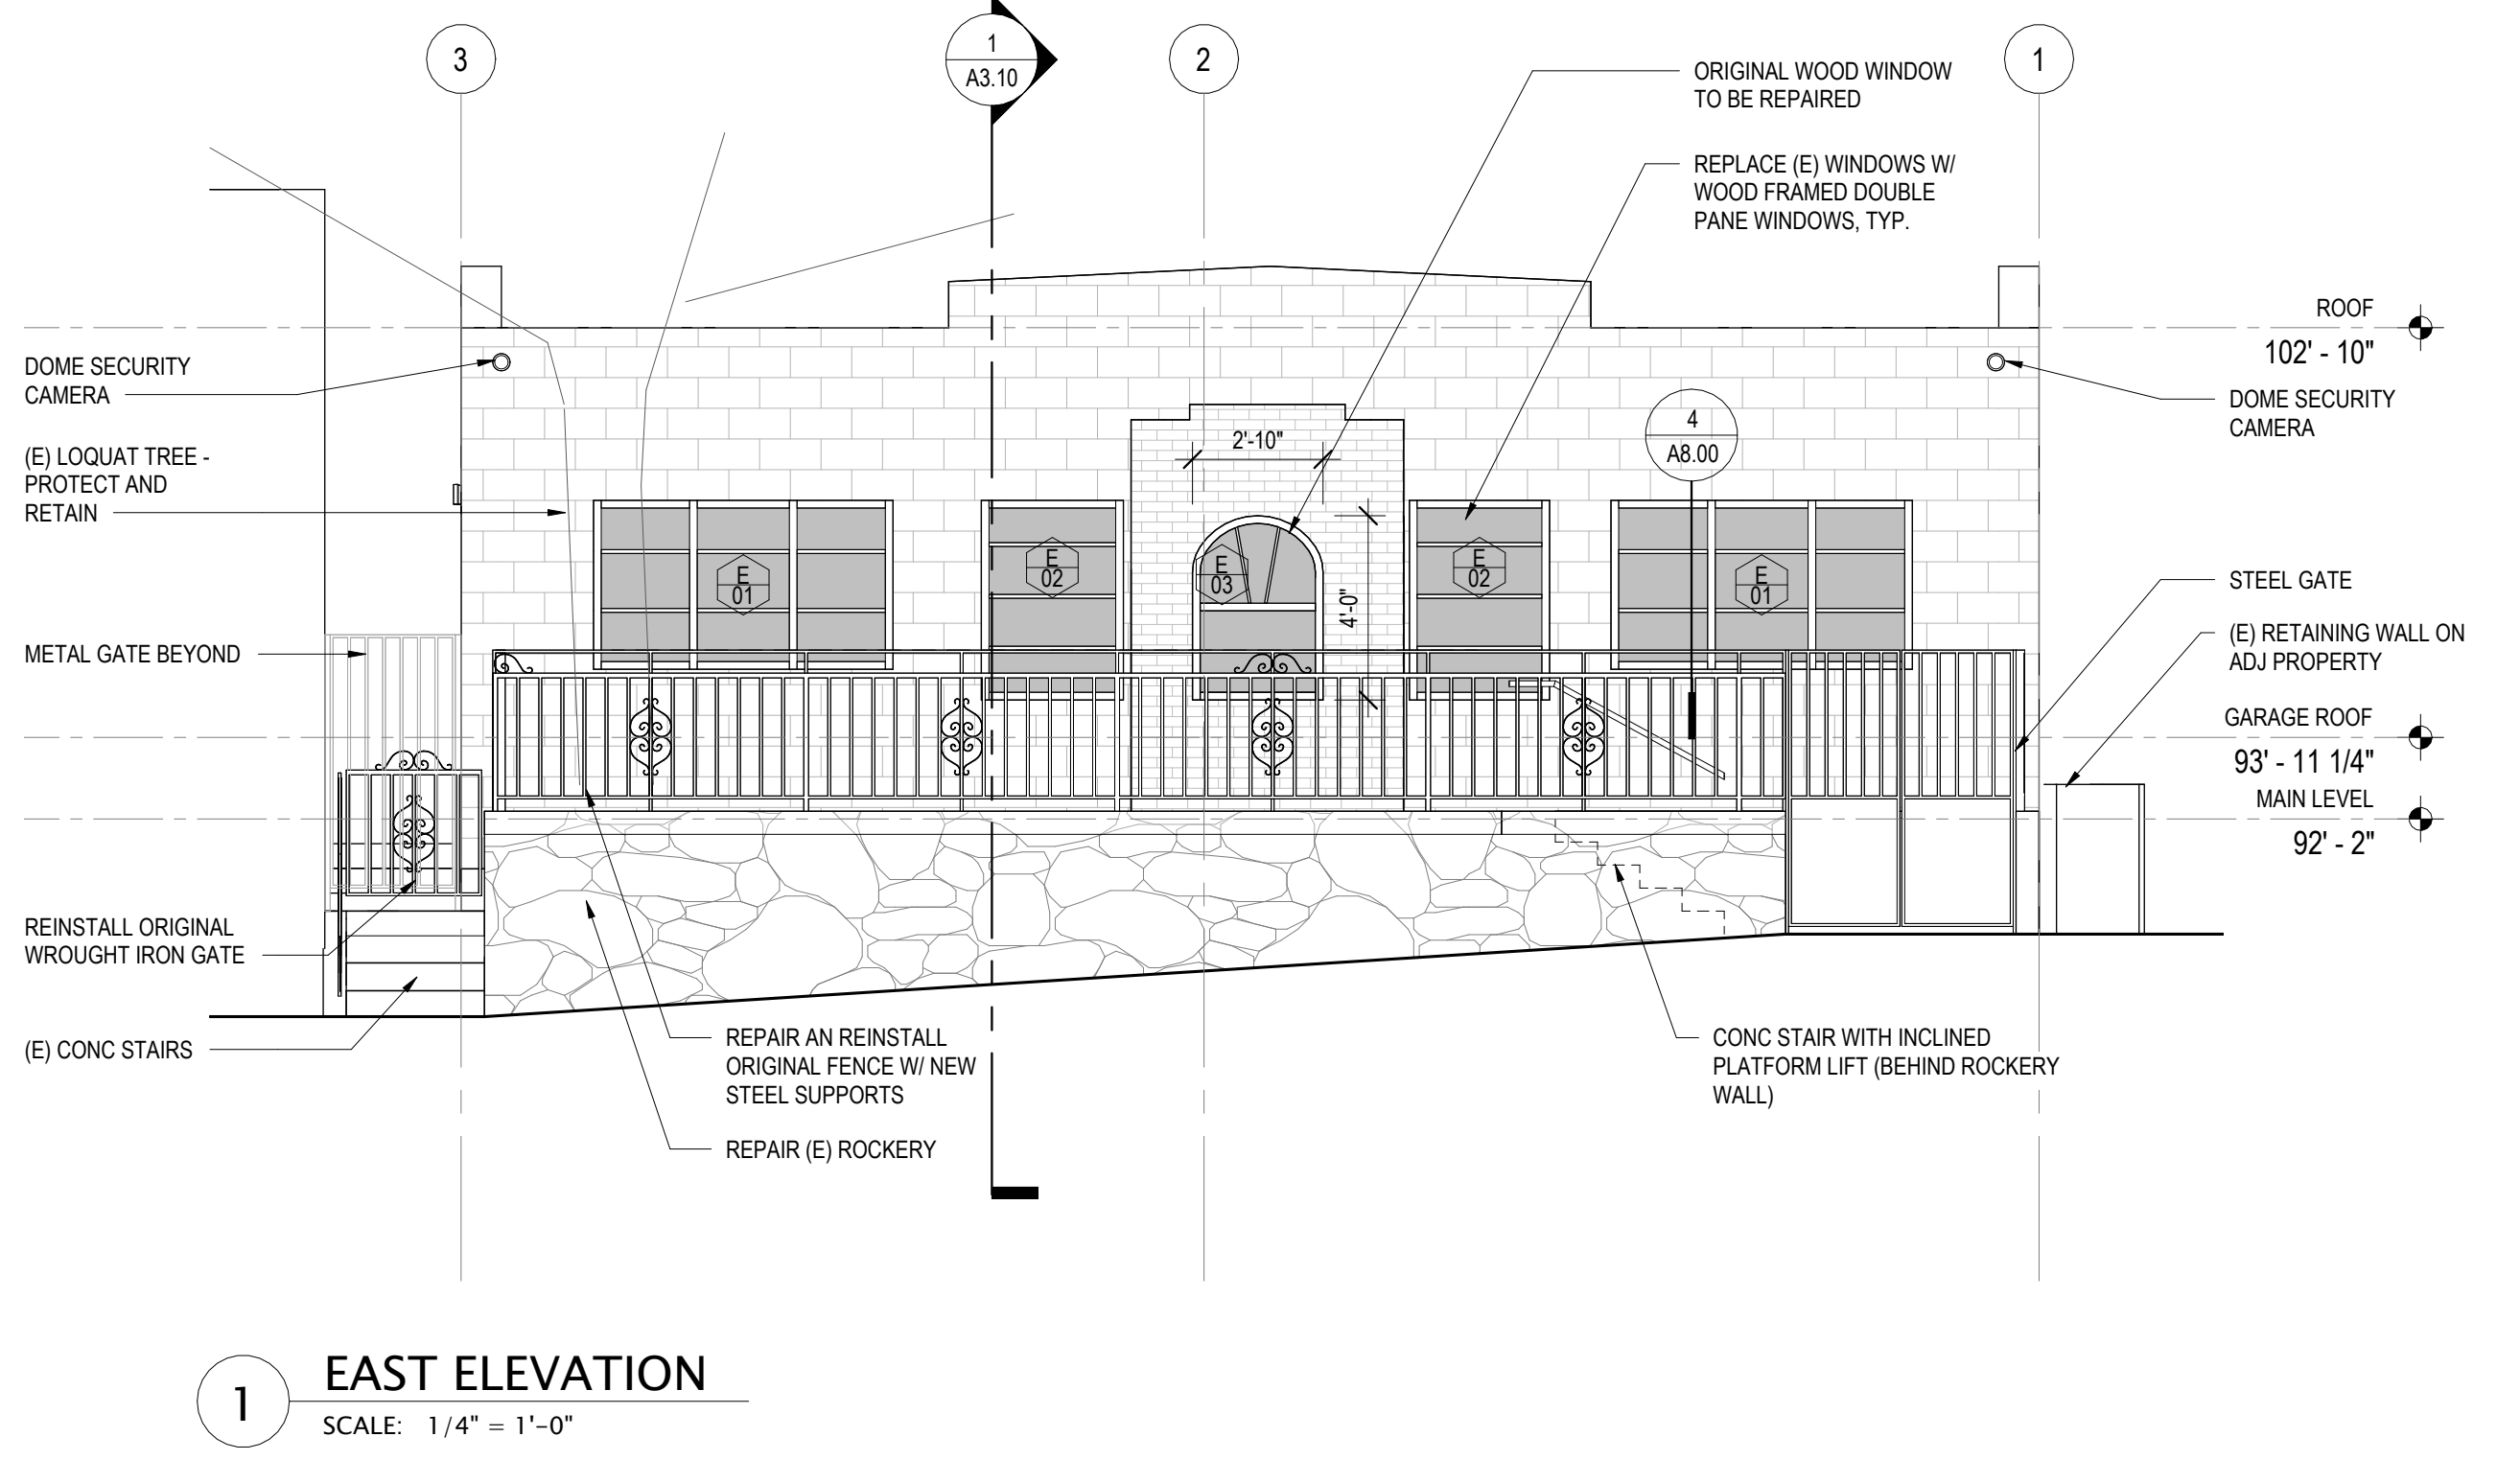 3
1
A3.10
2
1
ORIGINAL WOOD WINDOW
TO BE REPAIRED
REPLACE (E) WINDOWS W/
WOOD FRAMED DOUBLE
PANE WINDOWS, TYP.
ROOF
102' - 10"
DOME SECURITY
CAMERA
DOME SECURITY
CAMERA
4
A8.00
2'-10"
(E) LOQUAT TREE -
PROTECT AND
RETAIN
E
01
E
02
E
03
E
02
E
01
4'-0"
STEEL GATE
(E) RETAINING WALL ON
ADJ PROPERTY
METAL GATE BEYOND
GARAGE ROOF
93' - 11 1/4"
MAIN LEVEL
92' - 2"
REINSTALL ORIGINAL
WROUGHT IRON GATE
(E) CONC STAIRS
REPAIR AN REINSTALL
ORIGINAL FENCE W/ NEW
STEEL SUPPORTS
REPAIR (E) ROCKERY
CONC STAIR WITH INCLINED
PLATFORM LIFT (BEHIND ROCKERY
WALL)
1
EAST ELEVATION
SCALE: 1/4" = 1'-0"